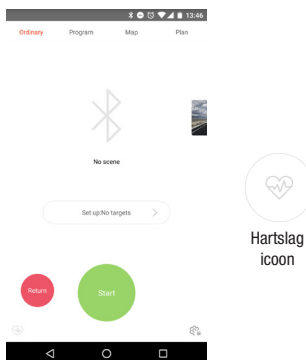 13:46
Ordinary Program Map Plan
No scene
Set up:No targets
Return
Start
Hartslag
icoon